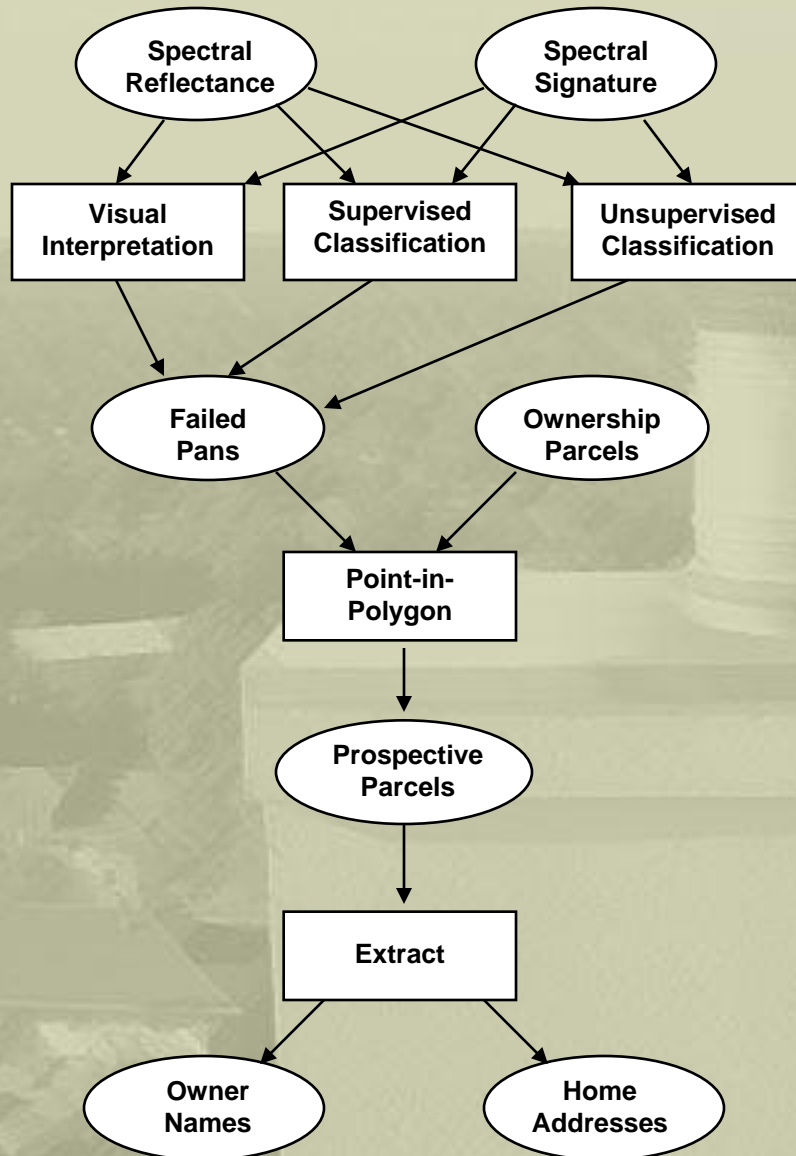 Spectral
Reflectance
Spectral
Signature
Visual
Interpretation
Supervised
Classification
Unsupervised
Classification
Failed
Pans
Ownership
Parcels
Point-in-
Polygon
Prospective
Parcels
Extract
Owner
Names
Home
Addresses